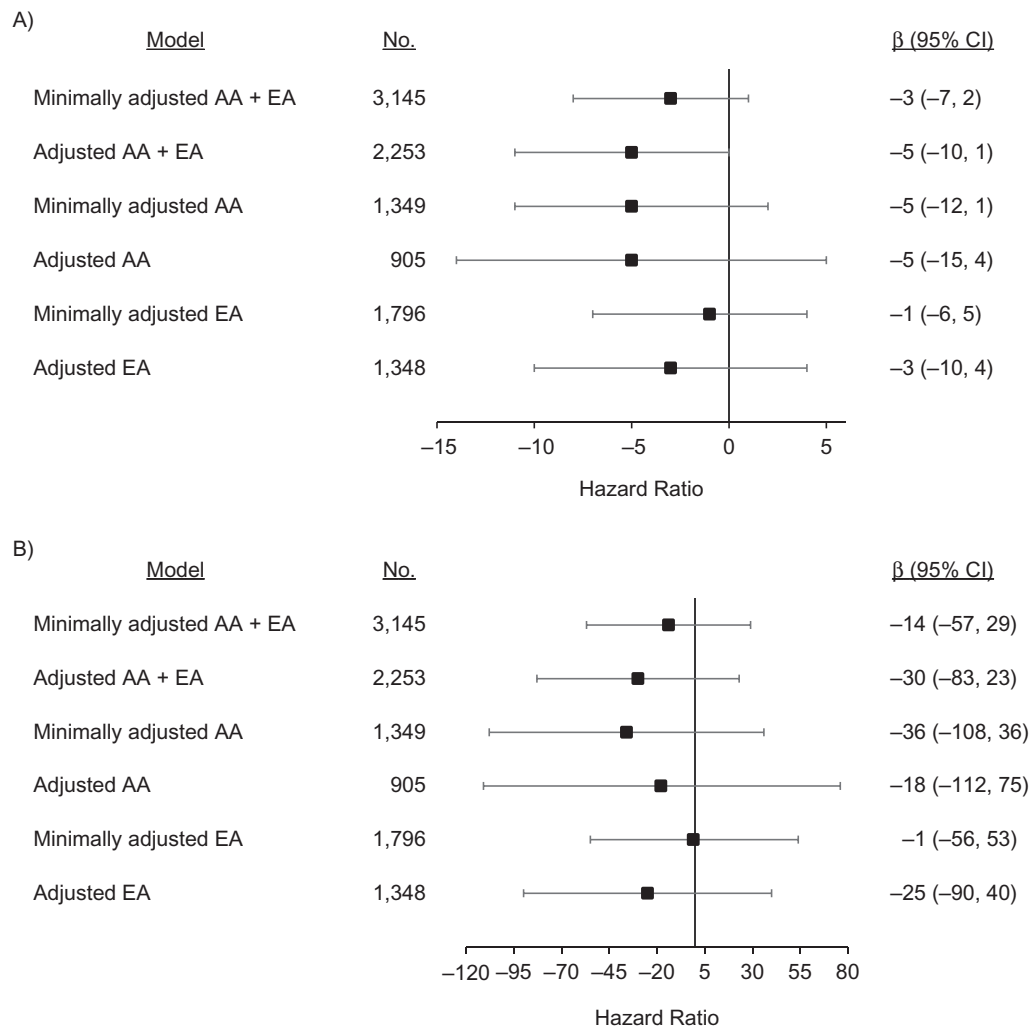 A)
Model No. β (95% CI)
Minimally adjusted AA + EA 3,145 –3 (–7, 2)
Adjusted AA + EA 2,253 –5 (–10, 1)
Minimally adjusted AA 1,349 –5 (–12, 1)
Adjusted AA 905 –5 (–15, 4)
Minimally adjusted EA 1,796 –1 (–6, 5)
Adjusted EA 1,348 –3 (–10, 4)
–15 –10 –5 0 5
Hazard Ratio
B)
Model No. β (95% CI)
Minimally adjusted AA + EA 3,145 –14 (–57, 29)
Adjusted AA + EA 2,253 –30 (–83, 23)
Minimally adjusted AA 1,349 –36 (–108, 36)
Adjusted AA 905 –18 (–112, 75)
Minimally adjusted EA 1,796 –1 (–56, 53)
Adjusted EA 1,348 –25 (–90, 40)
–120 –95 –70 –45 –20 5 30 55 80
Hazard Ratio